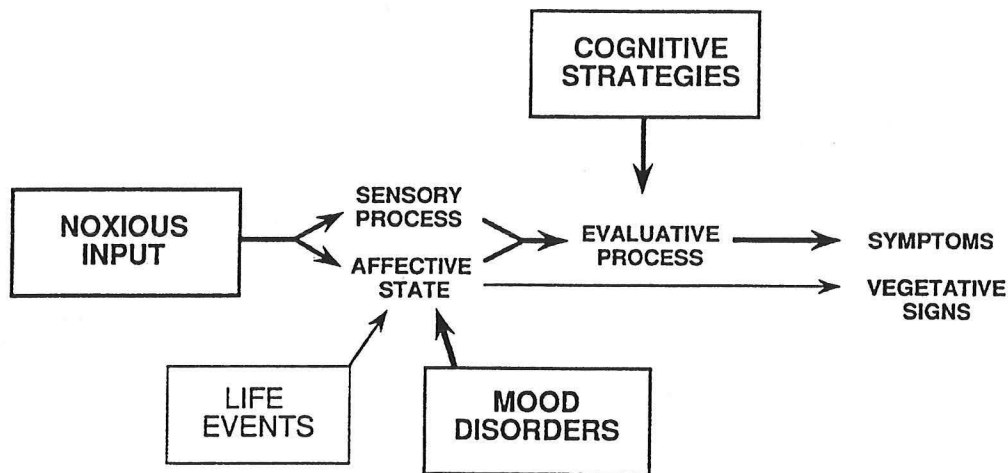 COGNITIVE
STRATEGIES
NOXIOUS
INPUT
SENSORY
PROCESS
AFFECTIVE
STATE
EVALUATIVE
PROCESS
SYMPTOMS
VEGETATIVE
SIGNS
LIFE
EVENTS
MOOD
DISORDERS